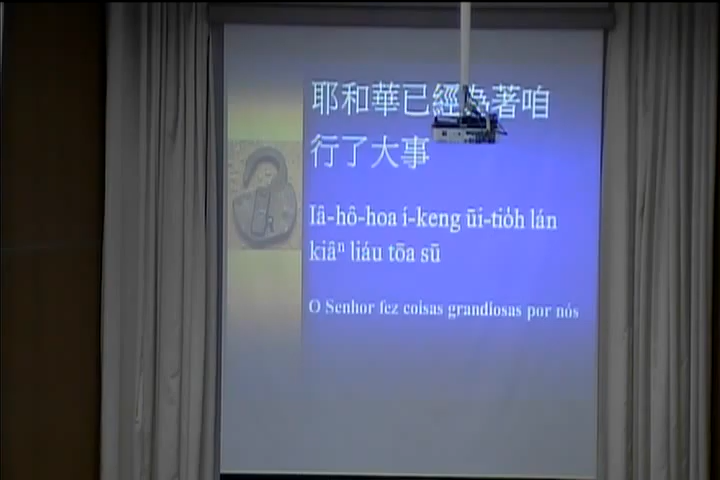 耶和華已經為著咱
行了大事
Iâ-hô-hoa í-keng ūi-tio̍h lán
kiâⁿ liáu tōa sū
O Senhor fez coisas grandiosas por nós